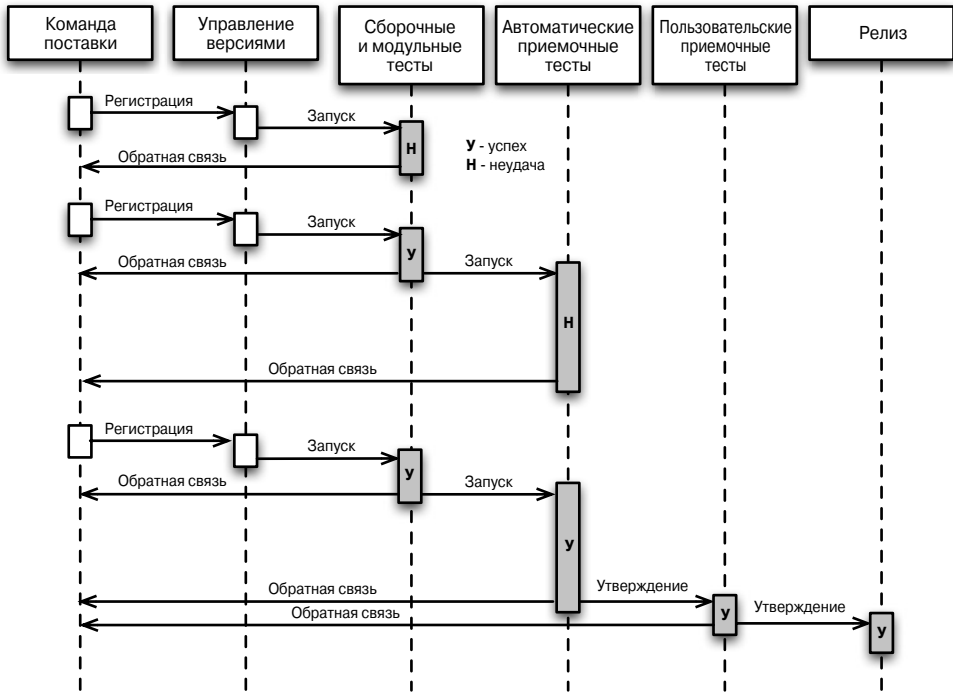 Команда
поставки
Управление
версиями
Сборочные
и модульные
тесты
Автоматические
приемочные
тесты
Пользовательские
приемочные
тесты
Релиз
Регистрация
Запуск
Н
У - успех
Н - неудача
Обратная связь
Регистрация
Запуск
У
Обратная связь
Запуск
Н
Обратная связь
Регистрация
Запуск
У
Обратная связь
Запуск
У
Обратная связь
Утверждение
Обратная связь
У
Утверждение
У